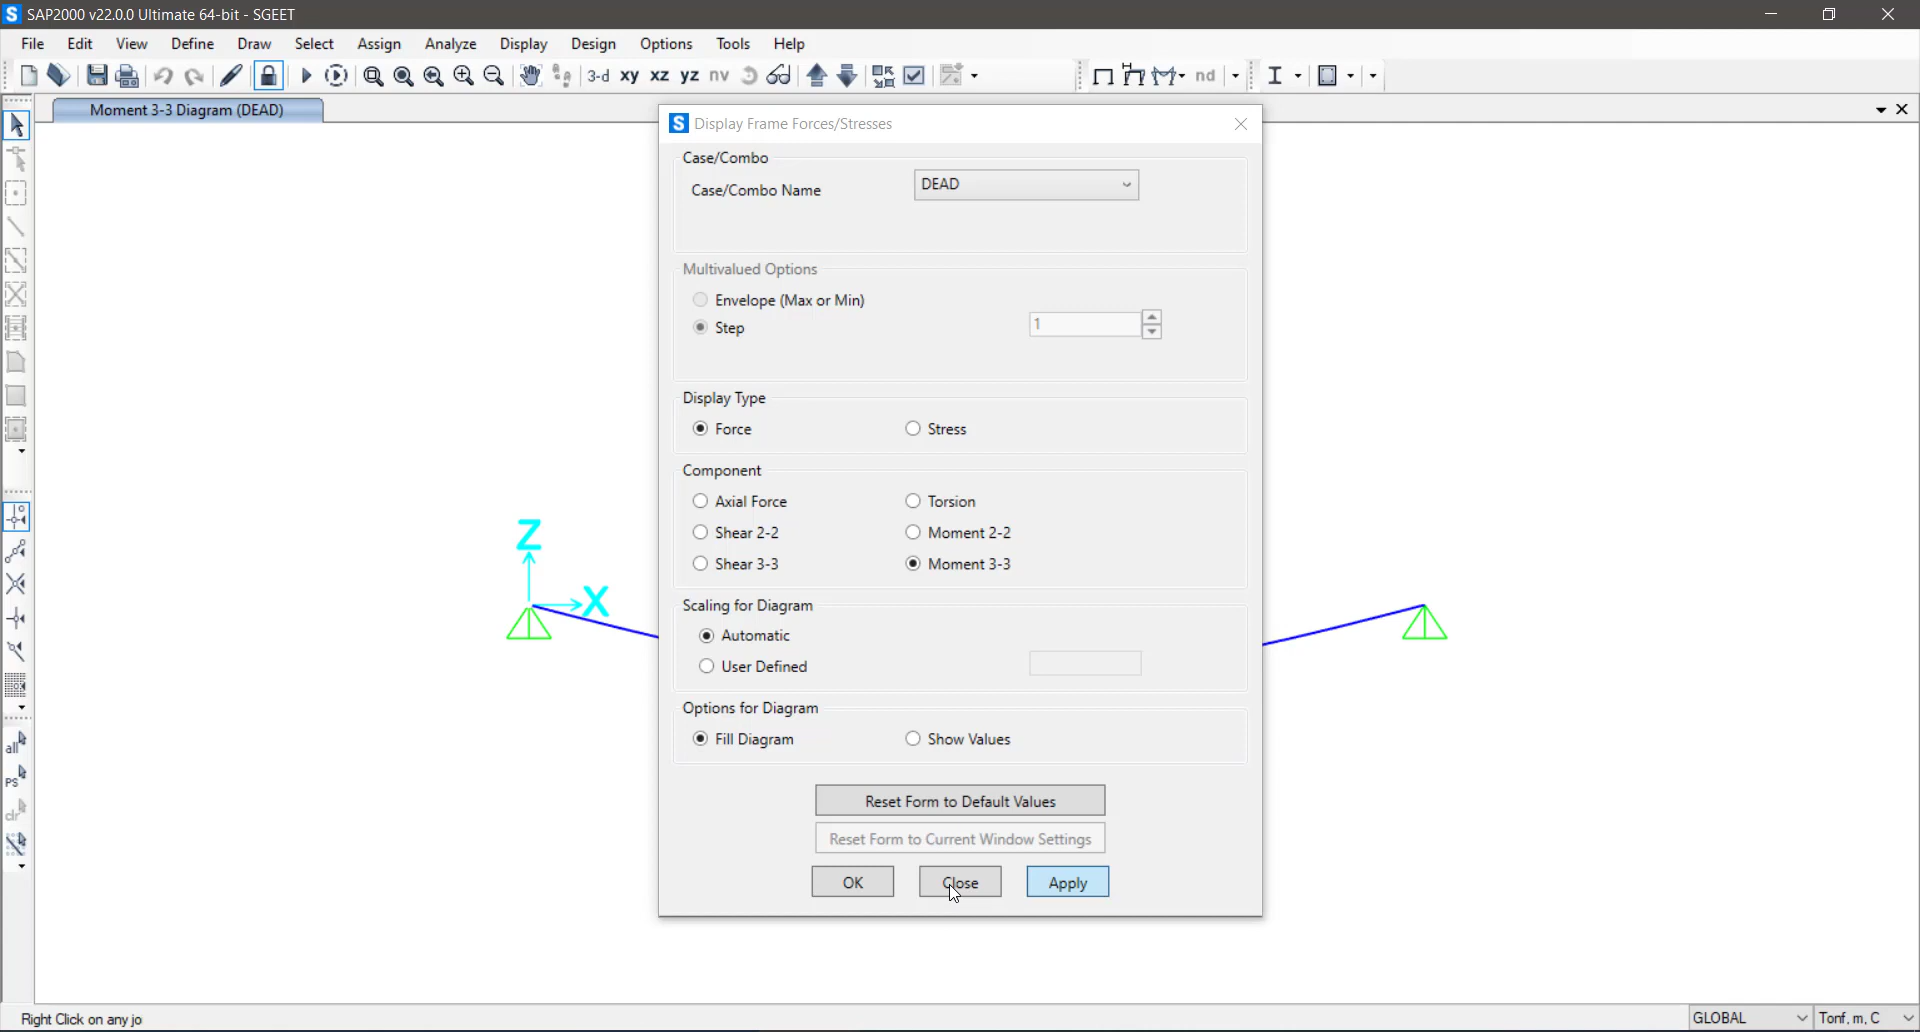 SAP2000 v22.0.0 Ultimate 64-bit - SGEET
File Edit View Define Draw Select Assign Analyze Display Design Options Tools Help
3-d xy xz yz nv nd
Moment 3-3 Diagram (DEAD)
Display Frame Forces/Stresses
Case/Combo
Case/Combo Name DEAD
Multivalued Options
Envelope (Max or Min)
Step 1
Display Type
Force Stress
Component
Axial Force Torsion
Shear 2-2 Moment 2-2
Shear 3-3 Moment 3-3
Z
X
Scaling for Diagram
Automatic
User Defined
Options for Diagram
Fill Diagram Show Values
Reset Form to Default Values
Reset Form to Current Window Settings
OK Close Apply
all
PS
dr
Right Click on any jo
GLOBAL Tonf, m, C